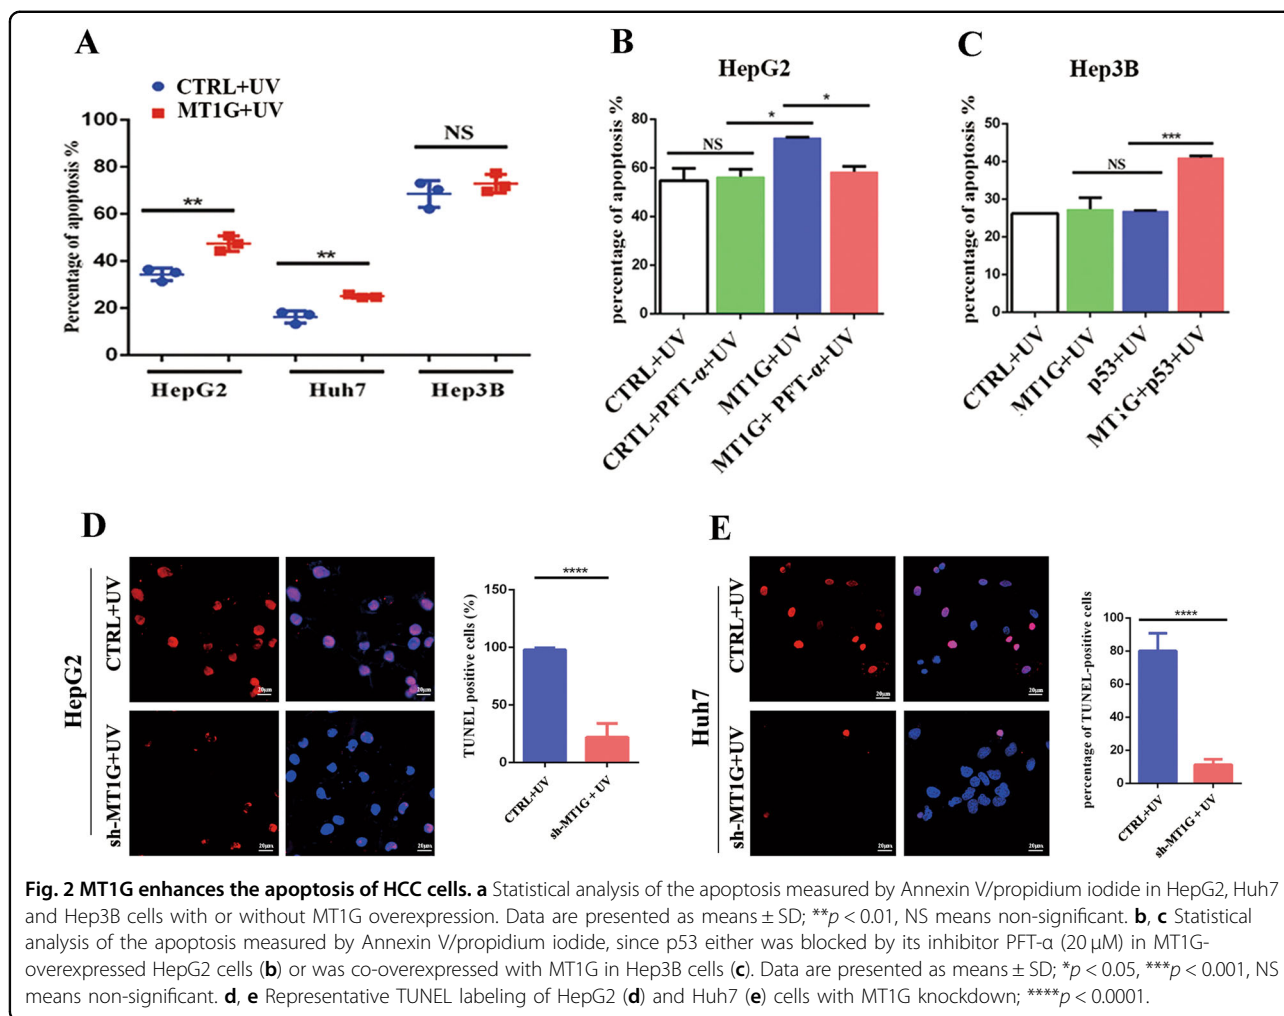 A
CTRL+UV
MT1G+UV
Percentage of apoptosis %
100
80
60
40
20
0
**
**
NS
HepG2
Huh7
Hep3B
B
HepG2
percentage of apoptosis %
80
60
40
20
0
NS
*
*
CTRL+UV
CRTL+PFT-α+UV
MT1G+UV
MT1G+ PFT-α+UV
C
Hep3B
percentage of apoptosis %
50
40
30
20
10
0
NS
***
CTRL+UV
MT1G+UV
p53+UV
MT1G+p53+UV
D
HepG2
CTRL+UV
sh-MT1G+UV
20μm
20μm
20μm
20μm
TUNEL positive cells (%)
150
100
50
0
****
CTRL+UV
sh-MT1G + UV
E
Huh7
CTRL+UV
sh-MT1G+UV
20μm
20μm
20μm
20μm
percentage of TUNEL-positive cells
100
80
60
40
20
0
****
CTRL+UV
sh-MT1G + UV
Fig. 2 MT1G enhances the apoptosis of HCC cells. a Statistical analysis of the apoptosis measured by Annexin V/propidium iodide in HepG2, Huh7
and Hep3B cells with or without MT1G overexpression. Data are presented as means ± SD; **p < 0.01, NS means non-significant. b, c Statistical
analysis of the apoptosis measured by Annexin V/propidium iodide, since p53 either was blocked by its inhibitor PFT-α (20 μM) in MT1G-
overexpressed HepG2 cells (b) or was co-overexpressed with MT1G in Hep3B cells (c). Data are presented as means ± SD; *p < 0.05, ***p < 0.001, NS
means non-significant. d, e Representative TUNEL labeling of HepG2 (d) and Huh7 (e) cells with MT1G knockdown; ****p < 0.0001.